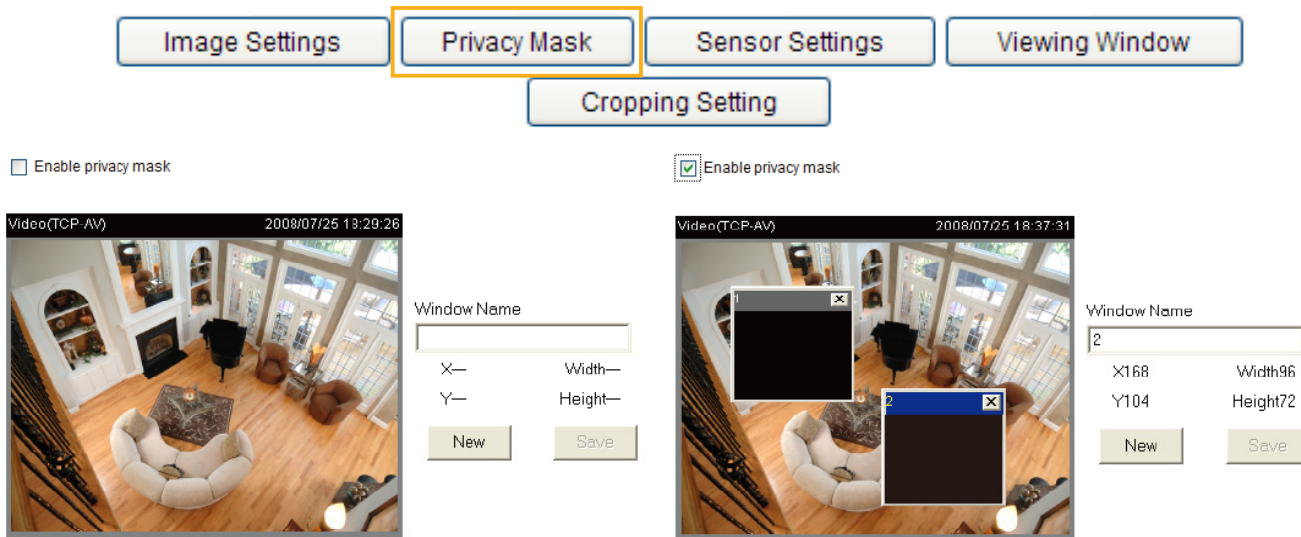 Image Settings
Privacy Mask
Sensor Settings
Viewing Window
Cropping Setting
Enable privacy mask
Video(TCP-AV) 2008/07/25 18:29:26
Window Name
X— Width—
Y— Height—
New Save
Enable privacy mask
Video(TCP-AV) 2008/07/25 18:37:31
1
2
Window Name
2
X168 Width96
Y104 Height72
New Save